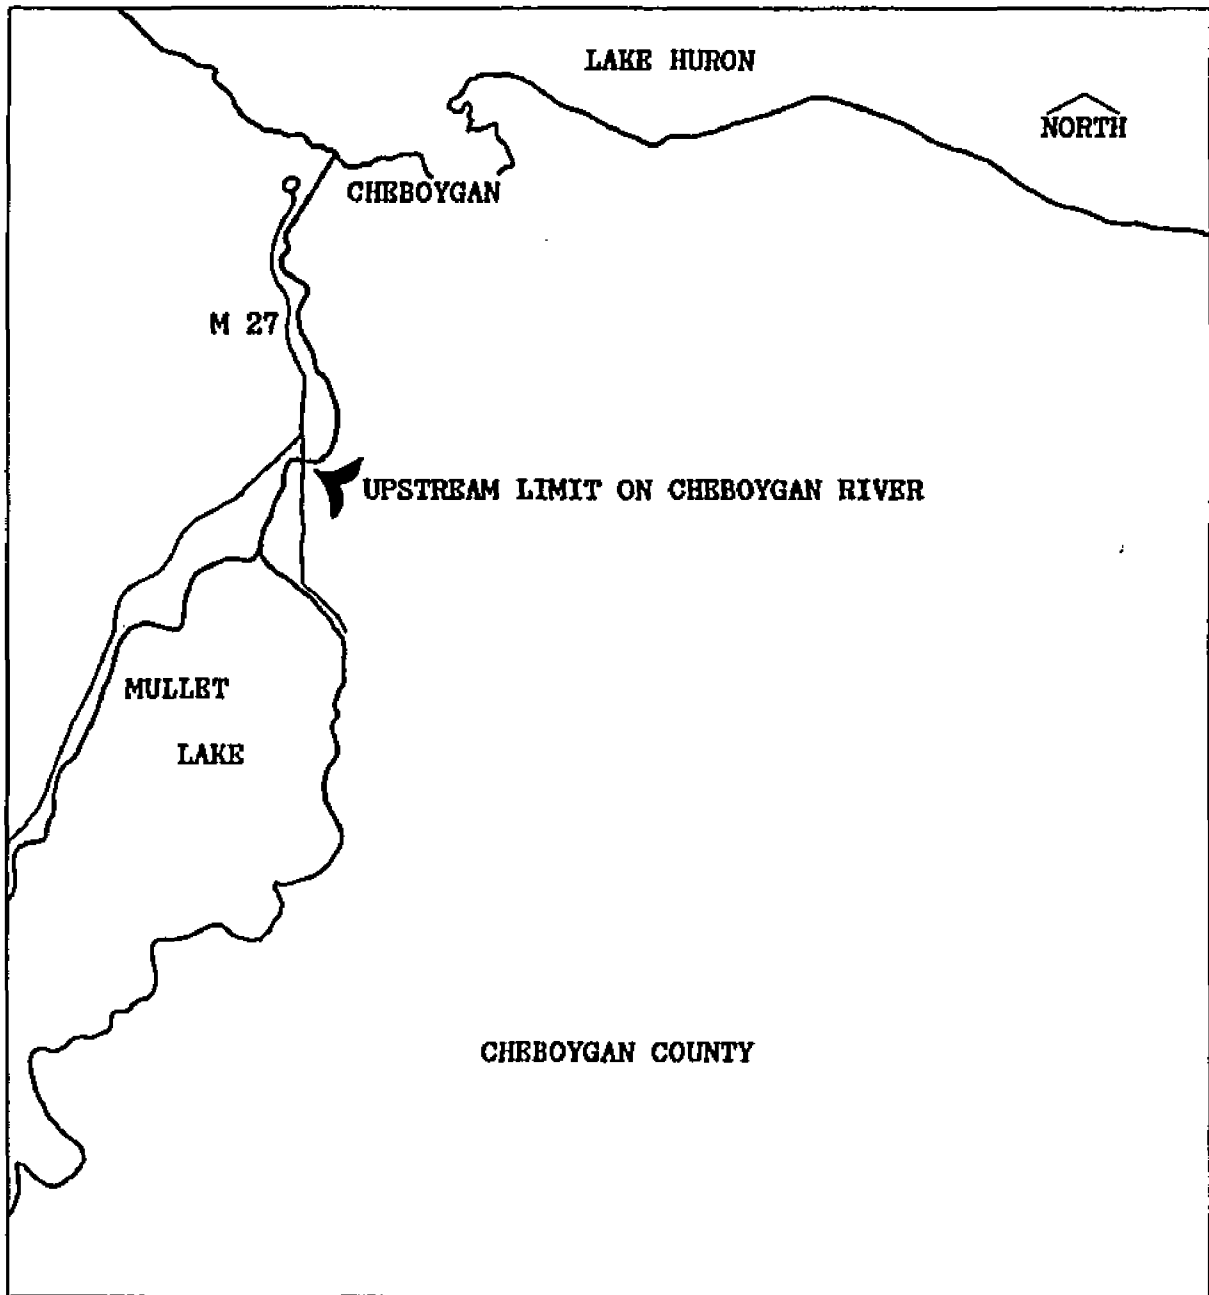 LAKE HURON
NORTH
CHEBOYGAN
M 27
UPSTREAM LIMIT ON CHEBOYGAN RIVER
MULLET
LAKE
CHEBOYGAN COUNTY